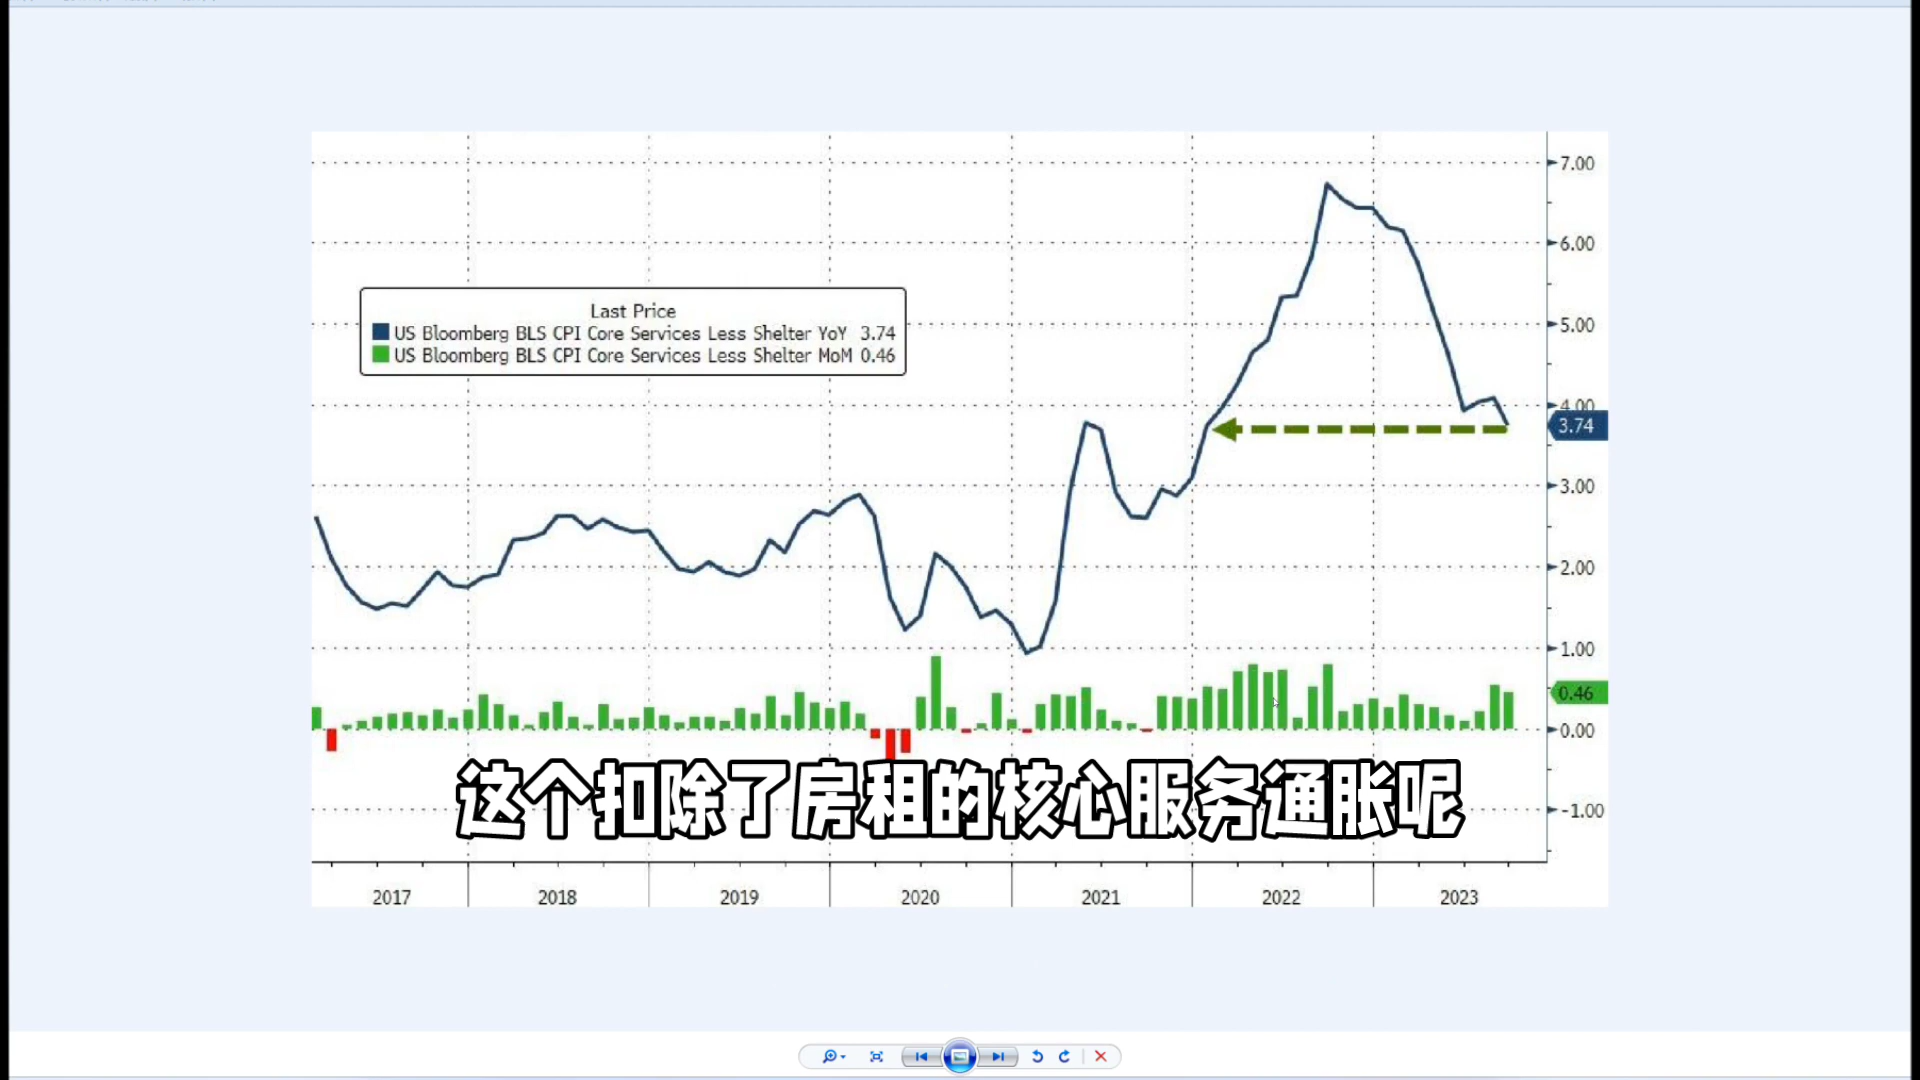 7.00
6.00
Last Price
US Bloomberg BLS CPI Core Services Less Shelter YoY 3.74
US Bloomberg BLS CPI Core Services Less Shelter MoM 0.46
5.00
4.00
3.74
3.00
2.00
1.00
0.46
0.00
这个扣除了房租的核心服务通胀呢
-1.00
2017 2018 2019 2020 2021 2022 2023